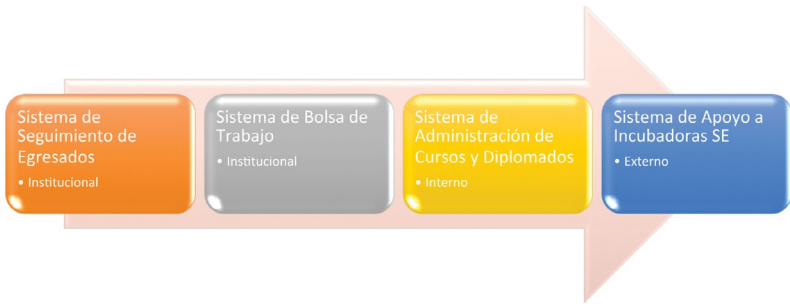 Sistema de
Seguimiento de
Egresados
• Institucional
Sistema de Bolsa de
Trabajo
• Institucional
Sistema de
Administración de
Cursos y Diplomados
• Interno
Sistema de Apoyo a
Incubadoras SE
• Externo